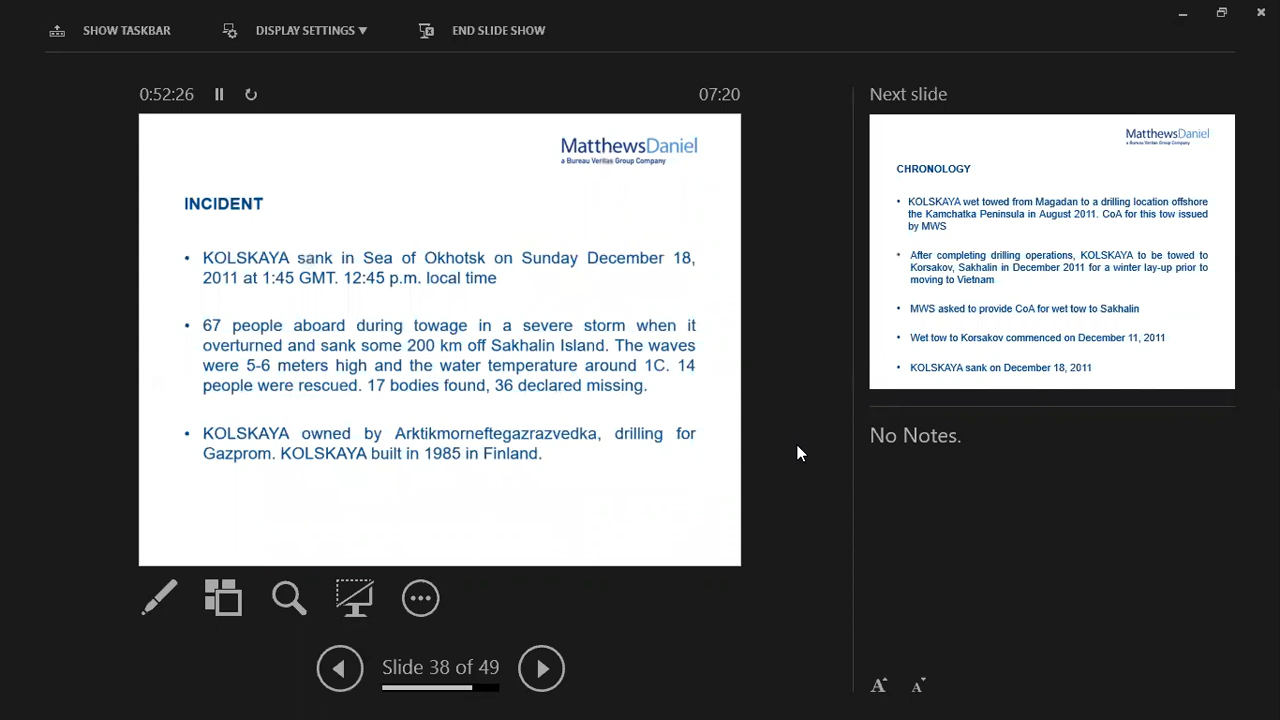 SHOW TASKBAR
DISPLAY SETTINGS ▼
END SLIDE SHOW
0:52:26
07:20
MatthewsDaniel
a Bureau Veritas Group Company
INCIDENT
• KOLSKAYA sank in Sea of Okhotsk on Sunday December 18,
2011 at 1:45 GMT. 12:45 p.m. local time
• 67 people aboard during towage in a severe storm when it
overturned and sank some 200 km off Sakhalin Island. The waves
were 5-6 meters high and the water temperature around 1C. 14
people were rescued. 17 bodies found, 36 declared missing.
• KOLSKAYA owned by Arktikmorneftegazrazvedka, drilling for
Gazprom. KOLSKAYA built in 1985 in Finland.
Slide 38 of 49
Next slide
MatthewsDaniel
a Bureau Veritas Group Company
CHRONOLOGY
• KOLSKAYA wet towed from Magadan to a drilling location offshore
the Kamchatka Peninsula in August 2011. CoA for this tow issued
by MWS
• After completing drilling operations, KOLSKAYA to be towed to
Korsakov, Sakhalin in December 2011 for a winter lay-up prior to
moving to Vietnam
• MWS asked to provide CoA for wet tow to Sakhalin
• Wet tow to Korsakov commenced on December 11, 2011
• KOLSKAYA sank on December 18, 2011
No Notes.
A A